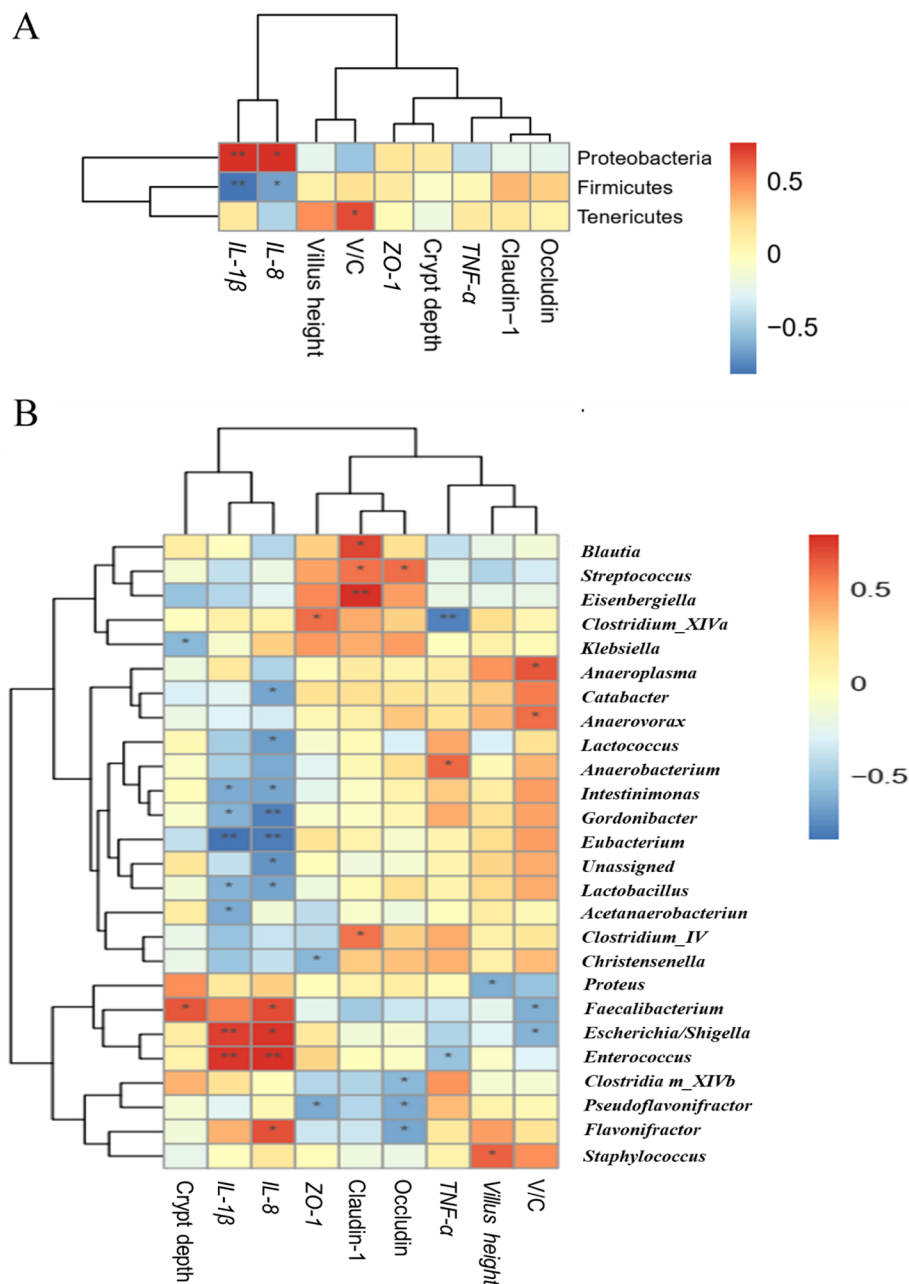 A
** * Proteobacteria
** * Firmicutes
* Tenericutes
IL-1β
IL-8
Villus height
V/C
ZO-1
Crypt depth
TNF-α
Claudin−1
Occludin
0.5
0
−0.5
B
* Blautia
* * Streptococcus
** Eisenbergiella
* ** Clostridium_XIVa
* Klebsiella
* Anaeroplasma
* Catabacter
* Anaerovorax
* Lactococcus
* Anaerobacterium
* * Intestinimonas
* ** Gordonibacter
** ** Eubacterium
* Unassigned
* * Lactobacillus
* Acetanaerobacteriun
* Clostridium_IV
* Christensenella
* Proteus
* * * Faecalibacterium
** * * Escherichia/Shigella
** ** * Enterococcus
* Clostridia m_XIVb
* * Pseudoflavonifractor
* * Flavonifractor
* Staphylococcus
Crypt depth
IL-1β
IL-8
ZO-1
Claudin-1
Occludin
TNF-α
Villus height
V/C
0.5
0
−0.5